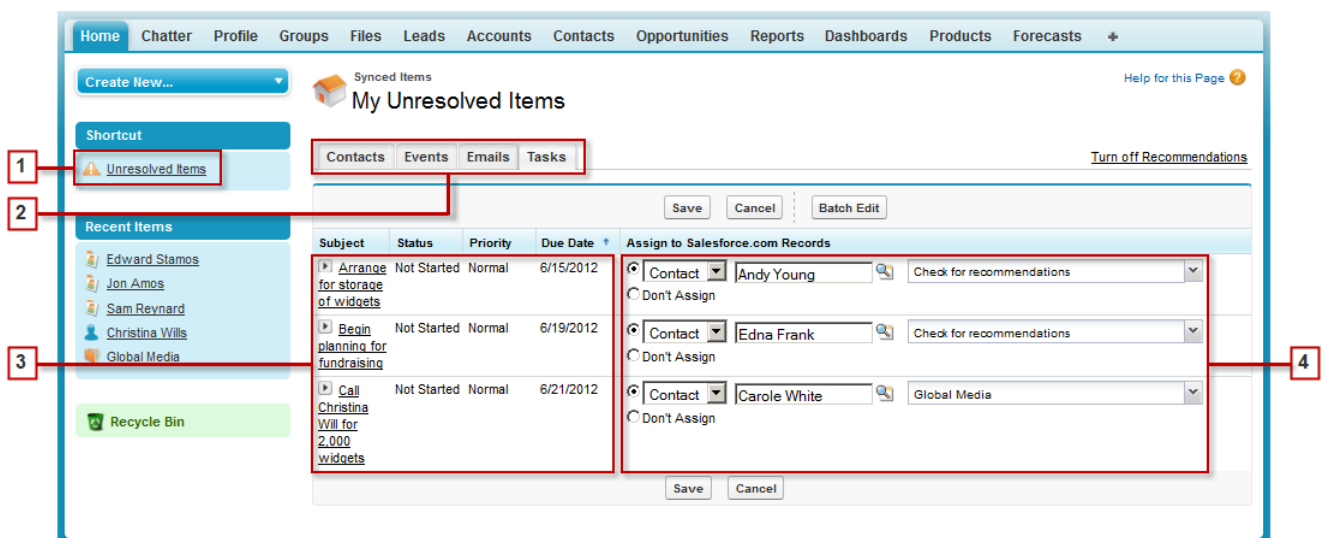 Home Chatter Profile Groups Files Leads Accounts Contacts Opportunities Reports Dashboards Products Forecasts +
Create New...
Synced Items
My Unresolved Items
Help for this Page ?
Shortcut
1
Unresolved Items
Contacts Events Emails Tasks
Turn off Recommendations
2
Save Cancel Batch Edit
Recent Items
Edward Stamos
Jon Amos
Sam Reynard
Christina Wills
Global Media
Recycle Bin
Subject Status Priority Due Date Assign to Salesforce.com Records
3
Arrange
for storage
of widgets
Not Started Normal 6/15/2012
Contact Andy Young Check for recommendations
Don't Assign
Begin
planning for
fundraising
Not Started Normal 6/19/2012
Contact Edna Frank Check for recommendations
Don't Assign
4
Call
Christina
Will for
2,000
widgets
Not Started Normal 6/21/2012
Contact Carole White Global Media
Don't Assign
Save Cancel